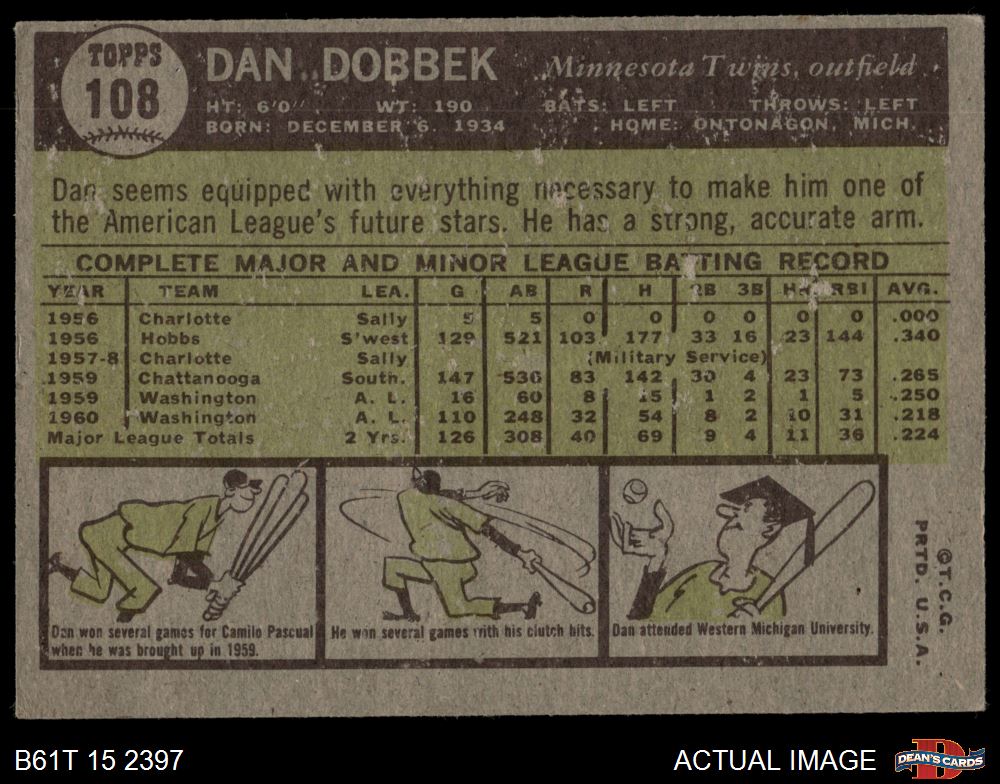 TOPPS
108
DAN DOBBEK
Minnesota Twins, outfield
HT: 6'0" WT: 190 BATS: LEFT THROWS: LEFT
BORN: DECEMBER 6, 1934 HOME: ONTONAGON, MICH.
Dan seems equipped with everything necessary to make him one of
the American League's future stars. He has a strong, accurate arm.
COMPLETE MAJOR AND MINOR LEAGUE BATTING RECORD
YEAR TEAM LEA. G AB R H 2B 3B HR RBI AVG.
1956 Charlotte Sally 5 5 0 0 0 0 0 0 .000
1956 Hobbs S'west 129 521 103 177 33 16 23 144 .340
1957-8 Charlotte Sally (Military Service)
1959 Chattanooga South. 147 536 83 142 30 4 23 73 .265
1959 Washington A. L. 16 60 8 15 1 2 1 5 .250
1960 Washington A. L. 110 248 32 54 8 2 10 31 .218
Major League Totals 2 Yrs. 126 308 40 69 9 4 11 36 .224
Dan won several games for Camilo Pascual
when he was brought up in 1959.
He won several games with his clutch hits.
Dan attended Western Michigan University.
©T.C.G.
PRTD. U.S.A.
B61T 15 2397
ACTUAL IMAGE
DEAN'S CARDS